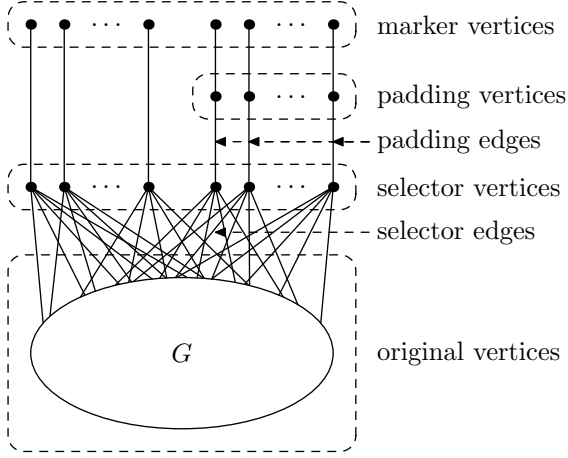 marker vertices
padding vertices
padding edges
selector vertices
selector edges
G
original vertices